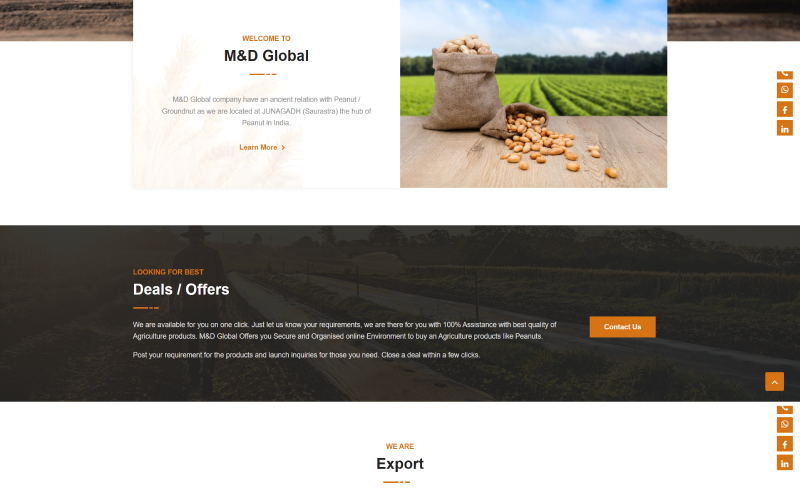 WELCOME TO
M&D Global
M&D Global company have an ancient relation with Peanut /
Groundnut as we are located at JUNAGADH (Saurastra) the hub of
Peanut in India.
Learn More
LOOKING FOR BEST
Deals / Offers
We are available for you on one click. Just let us know your requirements, we are there for you with 100% Assistance with best quality of
Agriculture products. M&D Global Offers you Secure and Organised online Environment to buy an Agriculture products like Peanuts.
Contact Us
Post your requirement for the products and launch inquiries for those you need. Close a deal within a few clicks.
WE ARE
Export